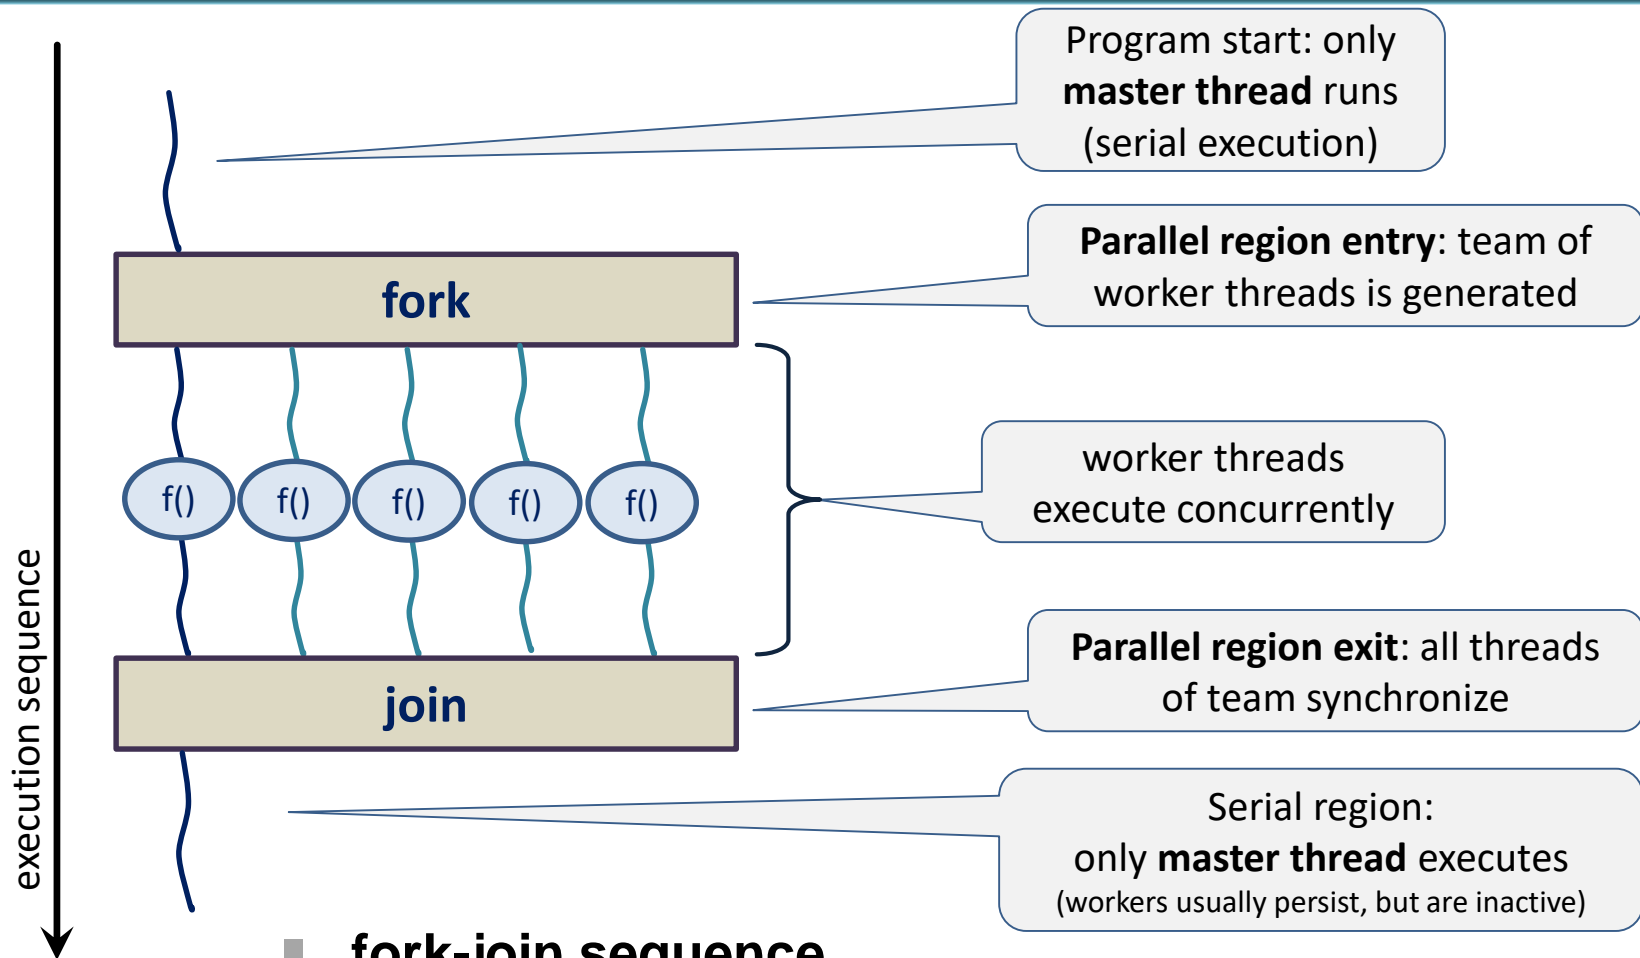 Program start: only
master thread runs
(serial execution)
Parallel region entry: team of
worker threads is generated
fork
f() f() f() f() f()
worker threads
execute concurrently
execution sequence
Parallel region exit: all threads
of team synchronize
join
Serial region:
only master thread executes
(workers usually persist, but are inactive)
fork-join sequence